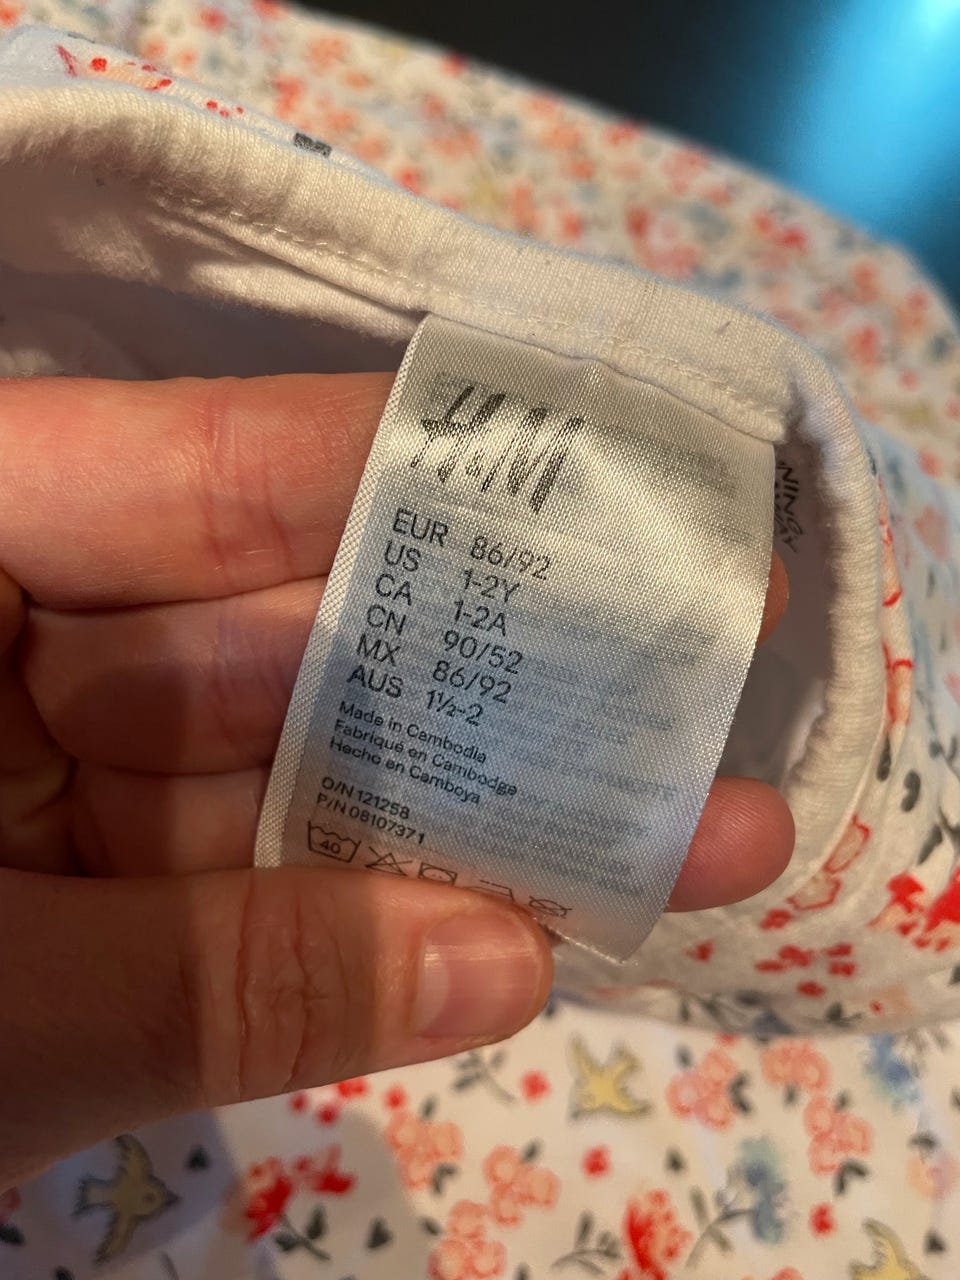 H&M
EUR 86/92
US 1-2Y
CA 1-2A
CN 90/52
MX 86/92
AUS 1½-2
Made in Cambodia
Fabriqué en Cambodge
Hecho en Camboya
O/N 121258
P/N 08107371
40